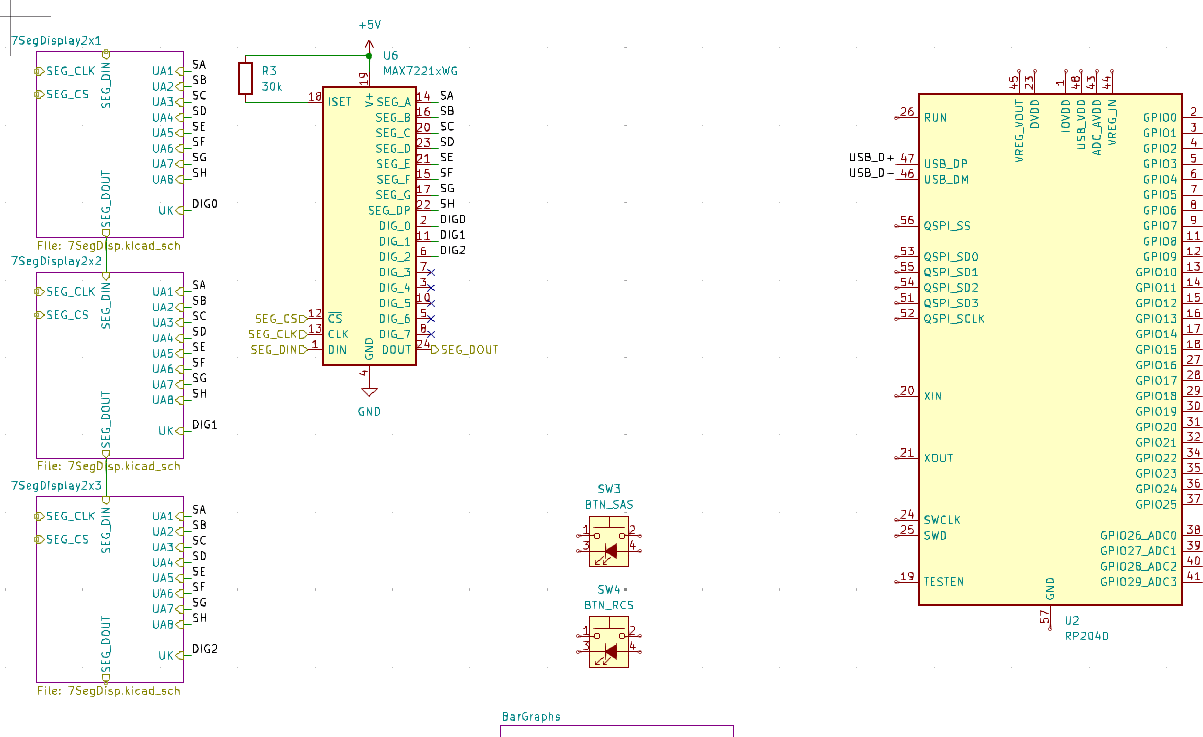 7SegDisplay2x1
SEG_CLK
SEG_CS
SEG_DIN
SEG_DOUT
UA1 SA
UA2 SB
UA3 SC
UA4 SD
UA5 SE
UA6 SF
UA7 SG
UA8 SH
UK DIG0
File: 7SegDisp.kicad_sch
7SegDisplay2x2
SEG_CLK
SEG_CS
SEG_DIN
SEG_DOUT
UA1 SA
UA2 SB
UA3 SC
UA4 SD
UA5 SE
UA6 SF
UA7 SG
UA8 SH
UK DIG1
File: 7SegDisp.kicad_sch
7SegDisplay2x3
SEG_CLK
SEG_CS
SEG_DIN
SEG_DOUT
UA1 SA
UA2 SB
UA3 SC
UA4 SD
UA5 SE
UA6 SF
UA7 SG
UA8 SH
UK DIG2
File: 7SegDisp.kicad_sch
+5V
U6
MAX7221xWG
R3
30k
19
V+
18 ISET
SEG_A 14 SA
SEG_B 16 SB
SEG_C 20 SC
SEG_D 23 SD
SEG_E 21 SE
SEG_F 15 SF
SEG_G 17 SG
SEG_DP 22 SH
DIG_0 2 DIG0
DIG_1 11 DIG1
DIG_2 6 DIG2
DIG_3 7
DIG_4 3
DIG_5 10
DIG_6 5
DIG_7 8
SEG_CS 12 CS
SEG_CLK 13 CLK
SEG_DIN 1 DIN
DOUT 24 SEG_DOUT
GND
4
GND
SW3
BTN_SAS
1 2
3 4
SW4
BTN_RCS
1 2
3 4
BarGraphs
45 VREG_VOUT
23 DVDD
1 IOVDD
48 USB_VDD
43 ADC_AVDD
44 VREG_IN
26 RUN
USB_D+ 47 USB_DP
USB_D- 46 USB_DM
56 QSPI_SS
53 QSPI_SD0
55 QSPI_SD1
54 QSPI_SD2
51 QSPI_SD3
52 QSPI_SCLK
20 XIN
21 XOUT
24 SWCLK
25 SWD
19 TESTEN
GPIO0 2
GPIO1 3
GPIO2 4
GPIO3 5
GPIO4 6
GPIO5 7
GPIO6 8
GPIO7 9
GPIO8 11
GPIO9 12
GPIO10 13
GPIO11 14
GPIO12 15
GPIO13 16
GPIO14 17
GPIO15 18
GPIO16 27
GPIO17 28
GPIO18 29
GPIO19 30
GPIO20 31
GPIO21 32
GPIO22 34
GPIO23 35
GPIO24 36
GPIO25 37
GPIO26_ADC0 38
GPIO27_ADC1 39
GPIO28_ADC2 40
GPIO29_ADC3 41
GND
57
U2
RP2040